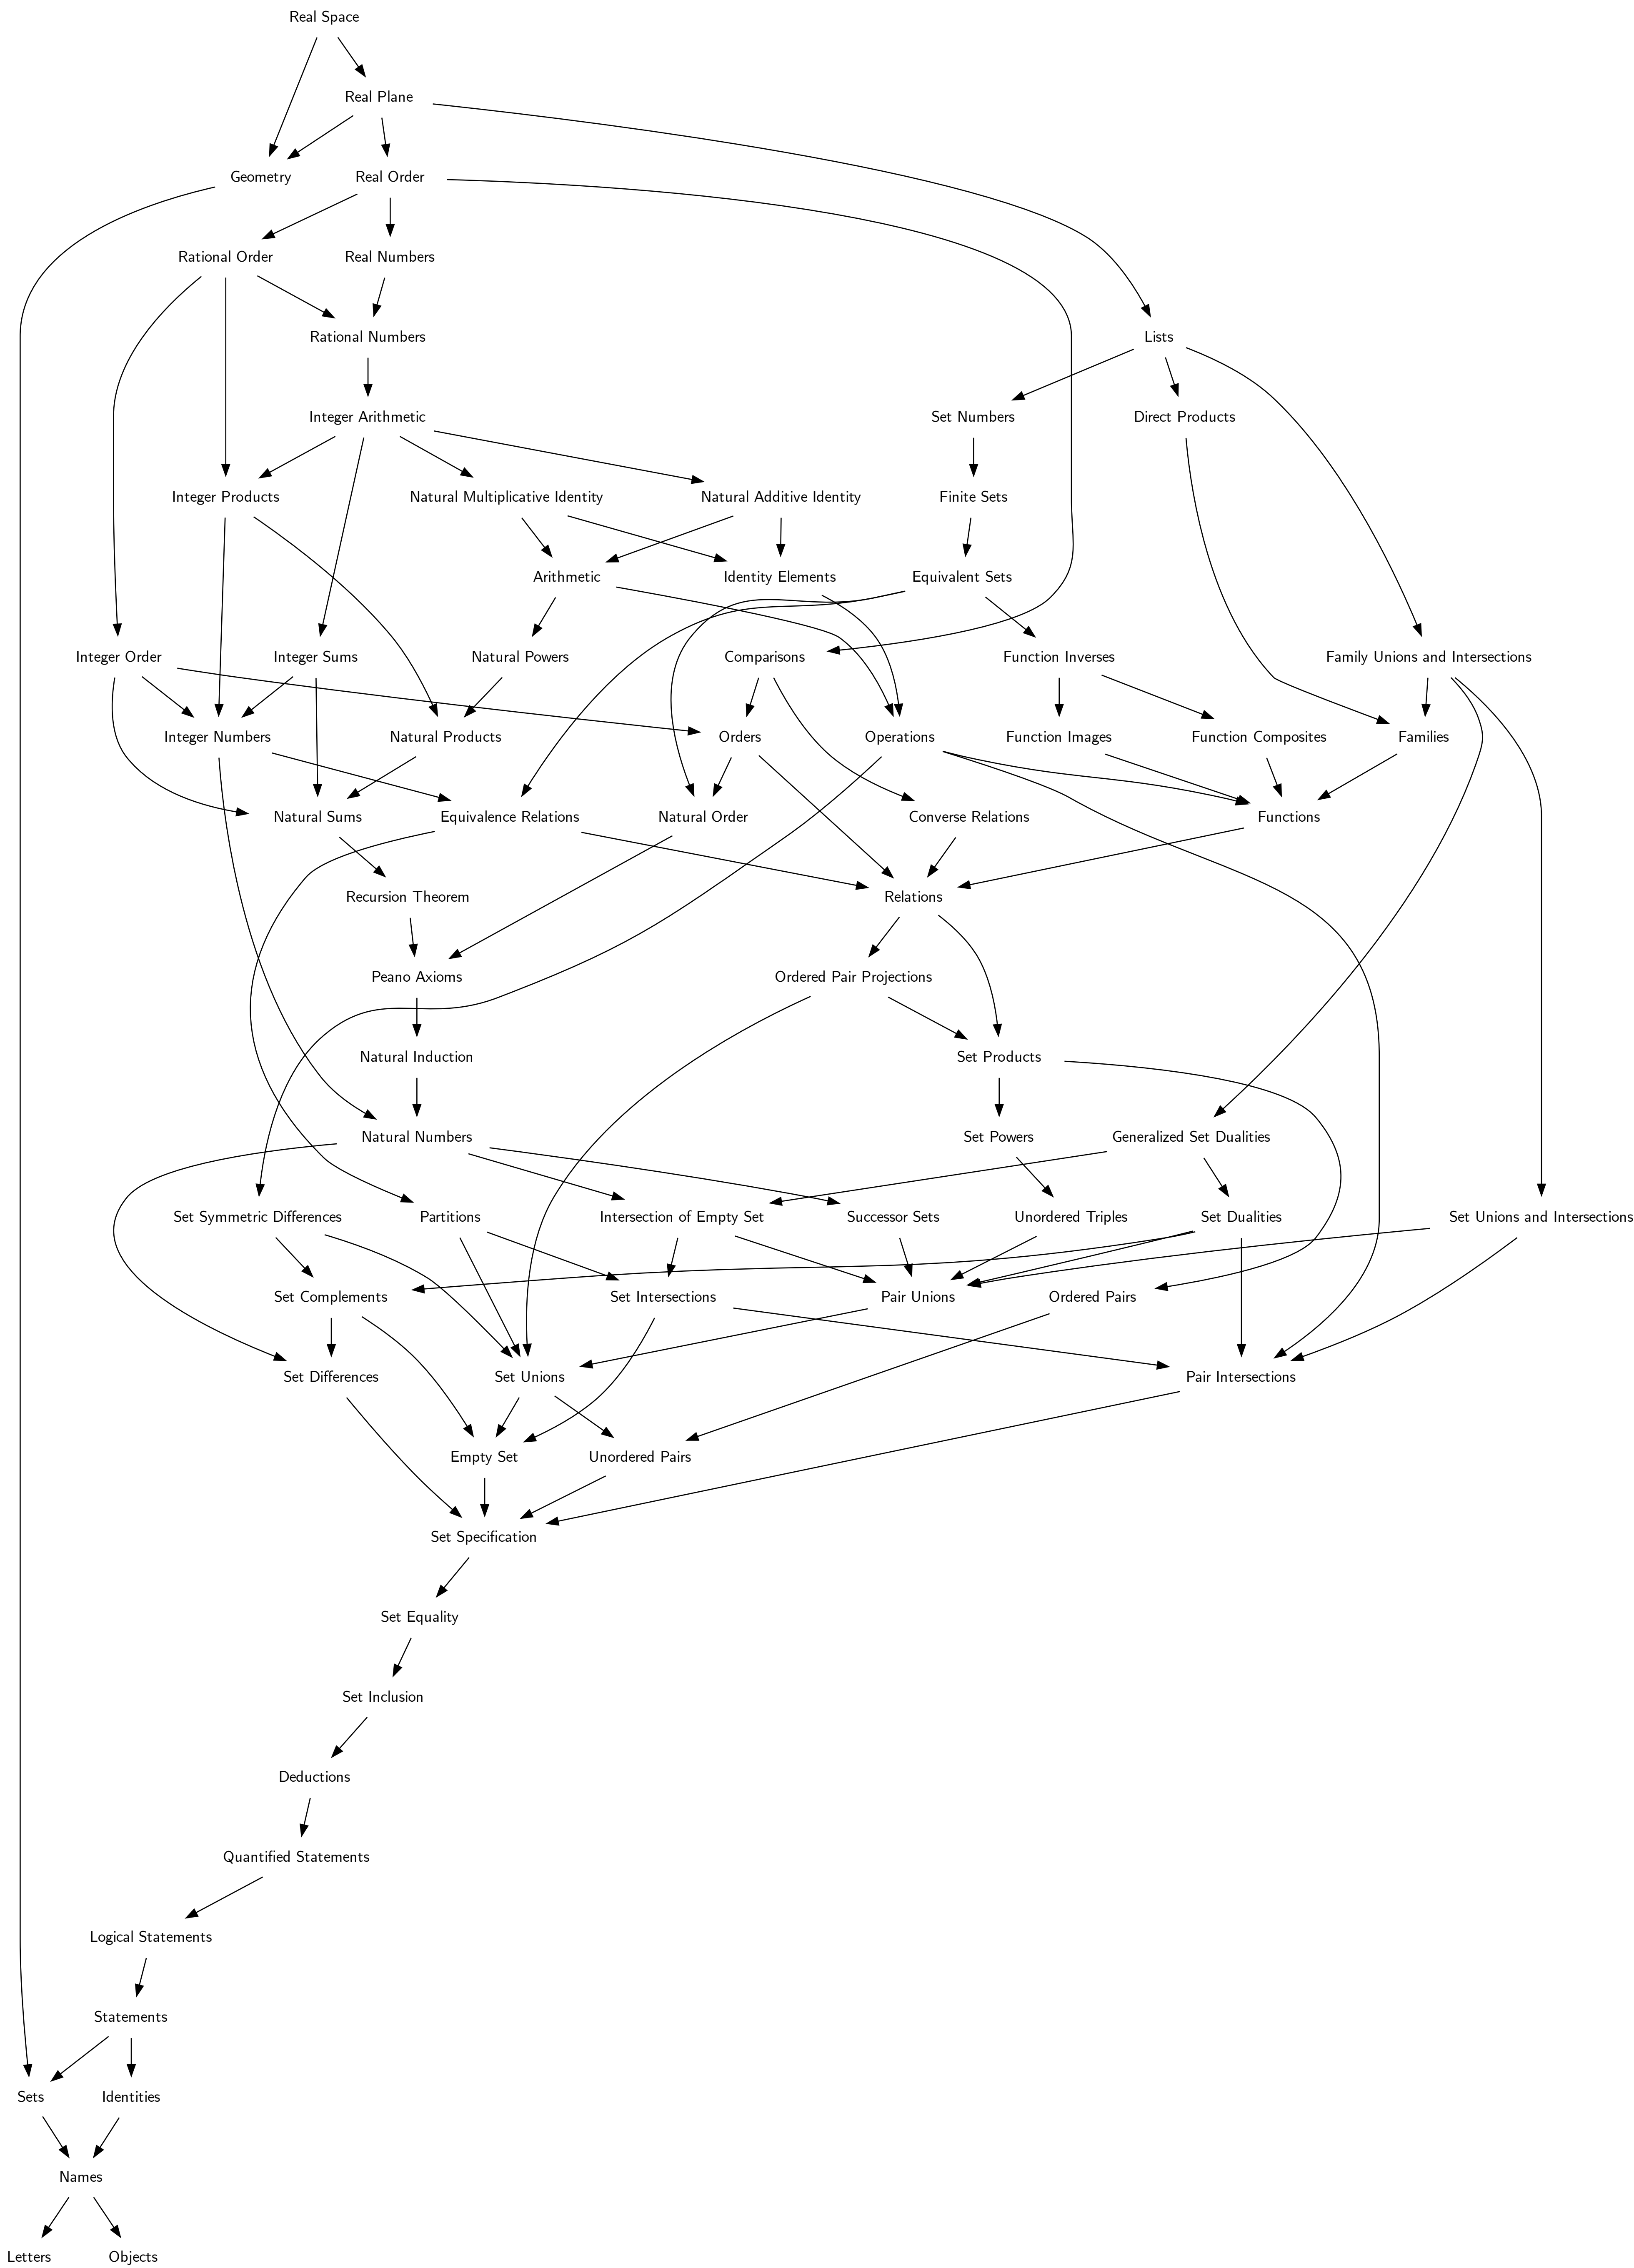 Real Space
Real Plane
Geometry
Real Order
Rational Order
Real Numbers
Rational Numbers
Lists
Integer Arithmetic
Set Numbers
Direct Products
Integer Products
Natural Multiplicative Identity
Natural Additive Identity
Finite Sets
Arithmetic
Identity Elements
Equivalent Sets
Integer Order
Integer Sums
Natural Powers
Comparisons
Function Inverses
Family Unions and Intersections
Integer Numbers
Natural Products
Orders
Operations
Function Images
Function Composites
Families
Natural Sums
Equivalence Relations
Natural Order
Converse Relations
Functions
Recursion Theorem
Relations
Peano Axioms
Ordered Pair Projections
Natural Induction
Set Products
Natural Numbers
Set Powers
Generalized Set Dualities
Set Symmetric Differences
Partitions
Intersection of Empty Set
Successor Sets
Unordered Triples
Set Dualities
Set Unions and Intersections
Set Complements
Set Intersections
Pair Unions
Ordered Pairs
Set Differences
Set Unions
Pair Intersections
Empty Set
Unordered Pairs
Set Specification
Set Equality
Set Inclusion
Deductions
Quantified Statements
Logical Statements
Statements
Sets
Identities
Names
Letters
Objects